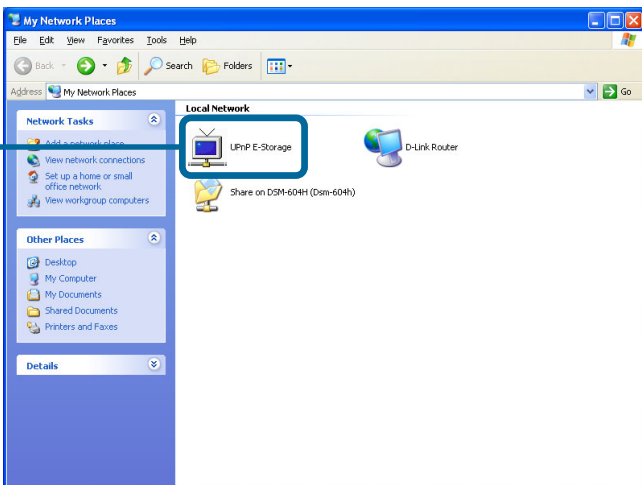 My Network Places
File Edit View Favorites Tools Help
Back Search Folders
Address My Network Places Go
Local Network
Network Tasks
Add a network place
View network connections
Set up a home or small
office network
View workgroup computers
UPnP E-Storage
D-Link Router
Share on DSM-604H (Dsm-604h)
Other Places
Desktop
My Computer
My Documents
Shared Documents
Printers and Faxes
Details